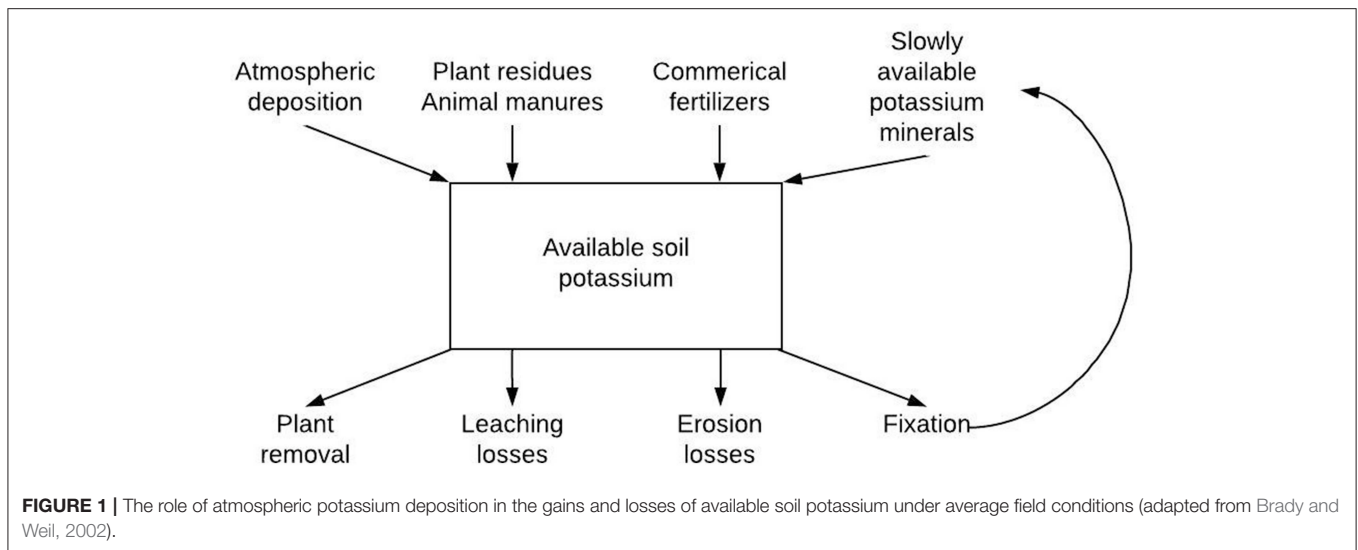 Atmospheric
deposition
Plant residues
Animal manures
Commerical
fertilizers
Slowly
available
potassium
minerals
Available soil
potassium
Plant
removal
Leaching
losses
Erosion
losses
Fixation
FIGURE 1 | The role of atmospheric potassium deposition in the gains and losses of available soil potassium under average field conditions (adapted from Brady and
Weil, 2002).